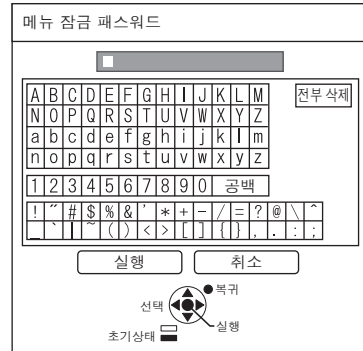 메뉴 잠금 패스워드
A B C D E F G H I J K L M 전부 삭제
N O P Q R S T U V W X Y Z
a b c d e f g h i j k l m
n o p q r s t u v w x y z
1 2 3 4 5 6 7 8 9 0 공백
! ˝ # $ % & ' * + − / = ? @ \ ^
_ ` | ~ ( ) < > [ ] { } , . : ;
실행 취소
복귀
선택
실행
초기상태